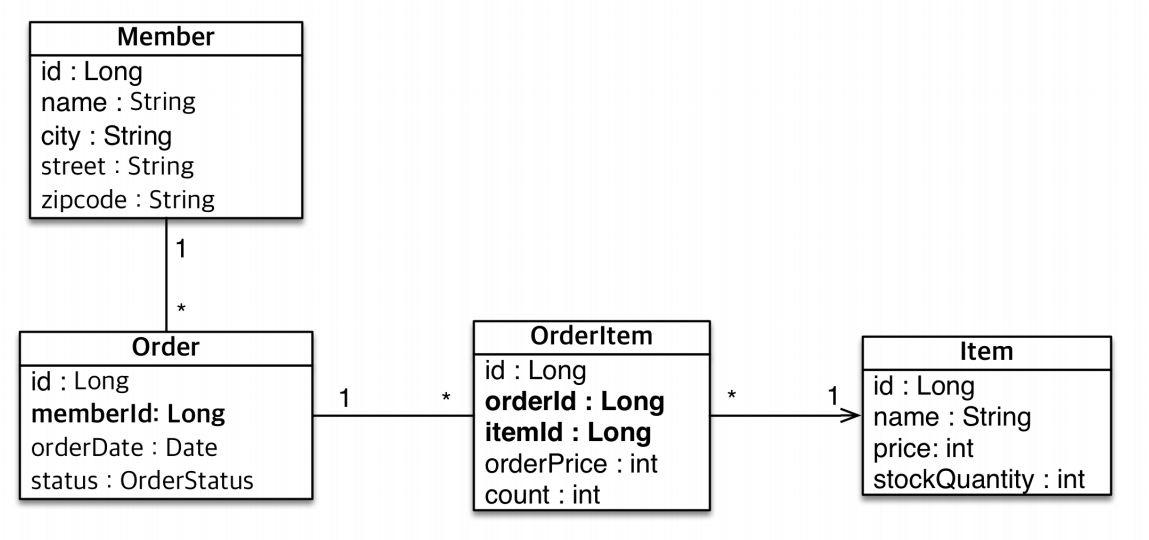 Member
id : Long
name : String
city : String
street : String
zipcode : String
1
*
Order
id : Long
memberId: Long
orderDate : Date
status : OrderStatus
1
*
OrderItem
id : Long
orderId : Long
itemId : Long
orderPrice : int
count : int
*
1
Item
id : Long
name : String
price: int
stockQuantity : int